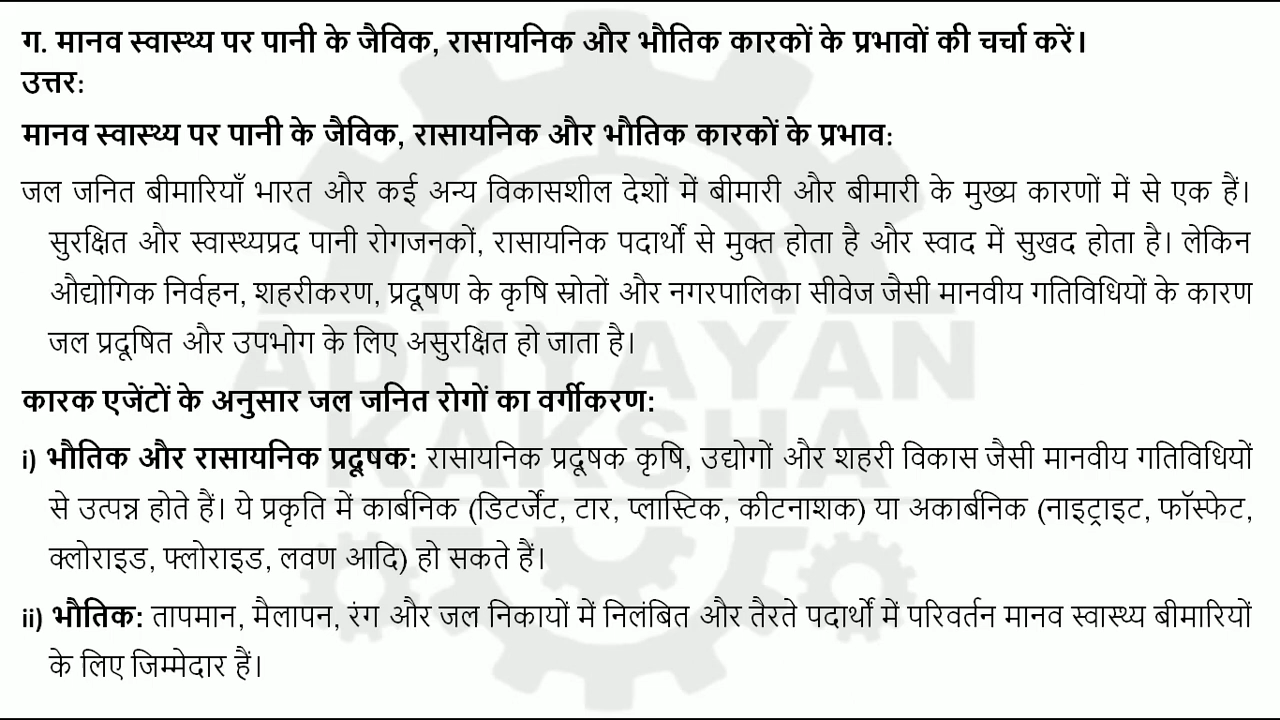 ग. मानव स्वास्थ्य पर पानी के जैविक, रासायनिक और भौतिक कारकों के प्रभावों की चर्चा करें।
उत्तर:
मानव स्वास्थ्य पर पानी के जैविक, रासायनिक और भौतिक कारकों के प्रभाव:
जल जनित बीमारियाँ भारत और कई अन्य विकासशील देशों में बीमारी और बीमारी के मुख्य कारणों में से एक हैं।
सुरक्षित और स्वास्थ्यप्रद पानी रोगजनकों, रासायनिक पदार्थों से मुक्त होता है और स्वाद में सुखद होता है। लेकिन
औद्योगिक निर्वहन, शहरीकरण, प्रदूषण के कृषि स्रोतों और नगरपालिका सीवेज जैसी मानवीय गतिविधियों के कारण
जल प्रदूषित और उपभोग के लिए असुरक्षित हो जाता है।
ADHYAYAN
कारक एजेंटों के अनुसार जल जनित रोगों का वर्गीकरण:
KAKSHA
i) भौतिक और रासायनिक प्रदूषक: रासायनिक प्रदूषक कृषि, उद्योगों और शहरी विकास जैसी मानवीय गतिविधियों
से उत्पन्न होते हैं। ये प्रकृति में कार्बनिक (डिटर्जेंट, टार, प्लास्टिक, कीटनाशक) या अकार्बनिक (नाइट्राइट, फॉस्फेट,
क्लोराइड, फ्लोराइड, लवण आदि) हो सकते हैं।
ii) भौतिक: तापमान, मैलापन, रंग और जल निकायों में निलंबित और तैरते पदार्थों में परिवर्तन मानव स्वास्थ्य बीमारियों
के लिए जिम्मेदार हैं।